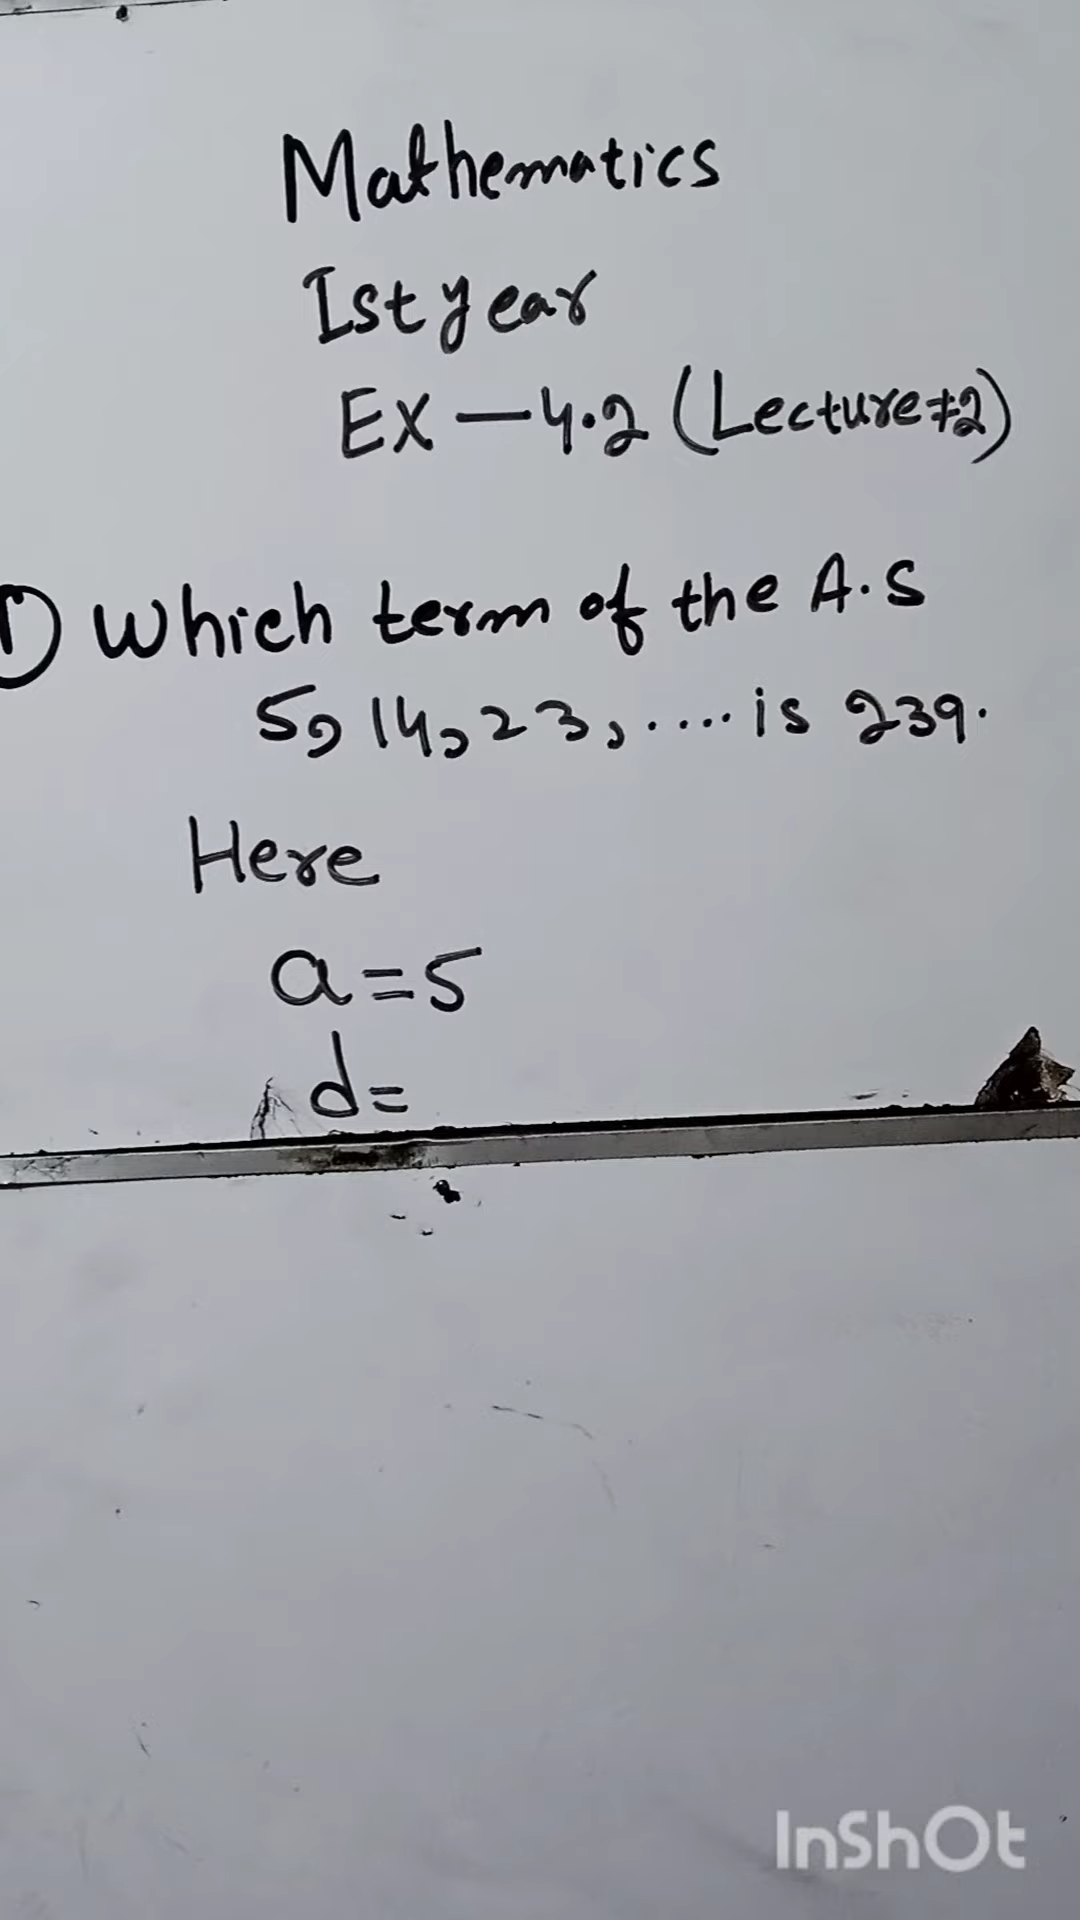 Mathematics
Ist year
EX - 4.2 (Lecture #2)
1) Which term of the A.S
5, 14, 23, .... is 239.
Here
a = 5
d =
InShOt